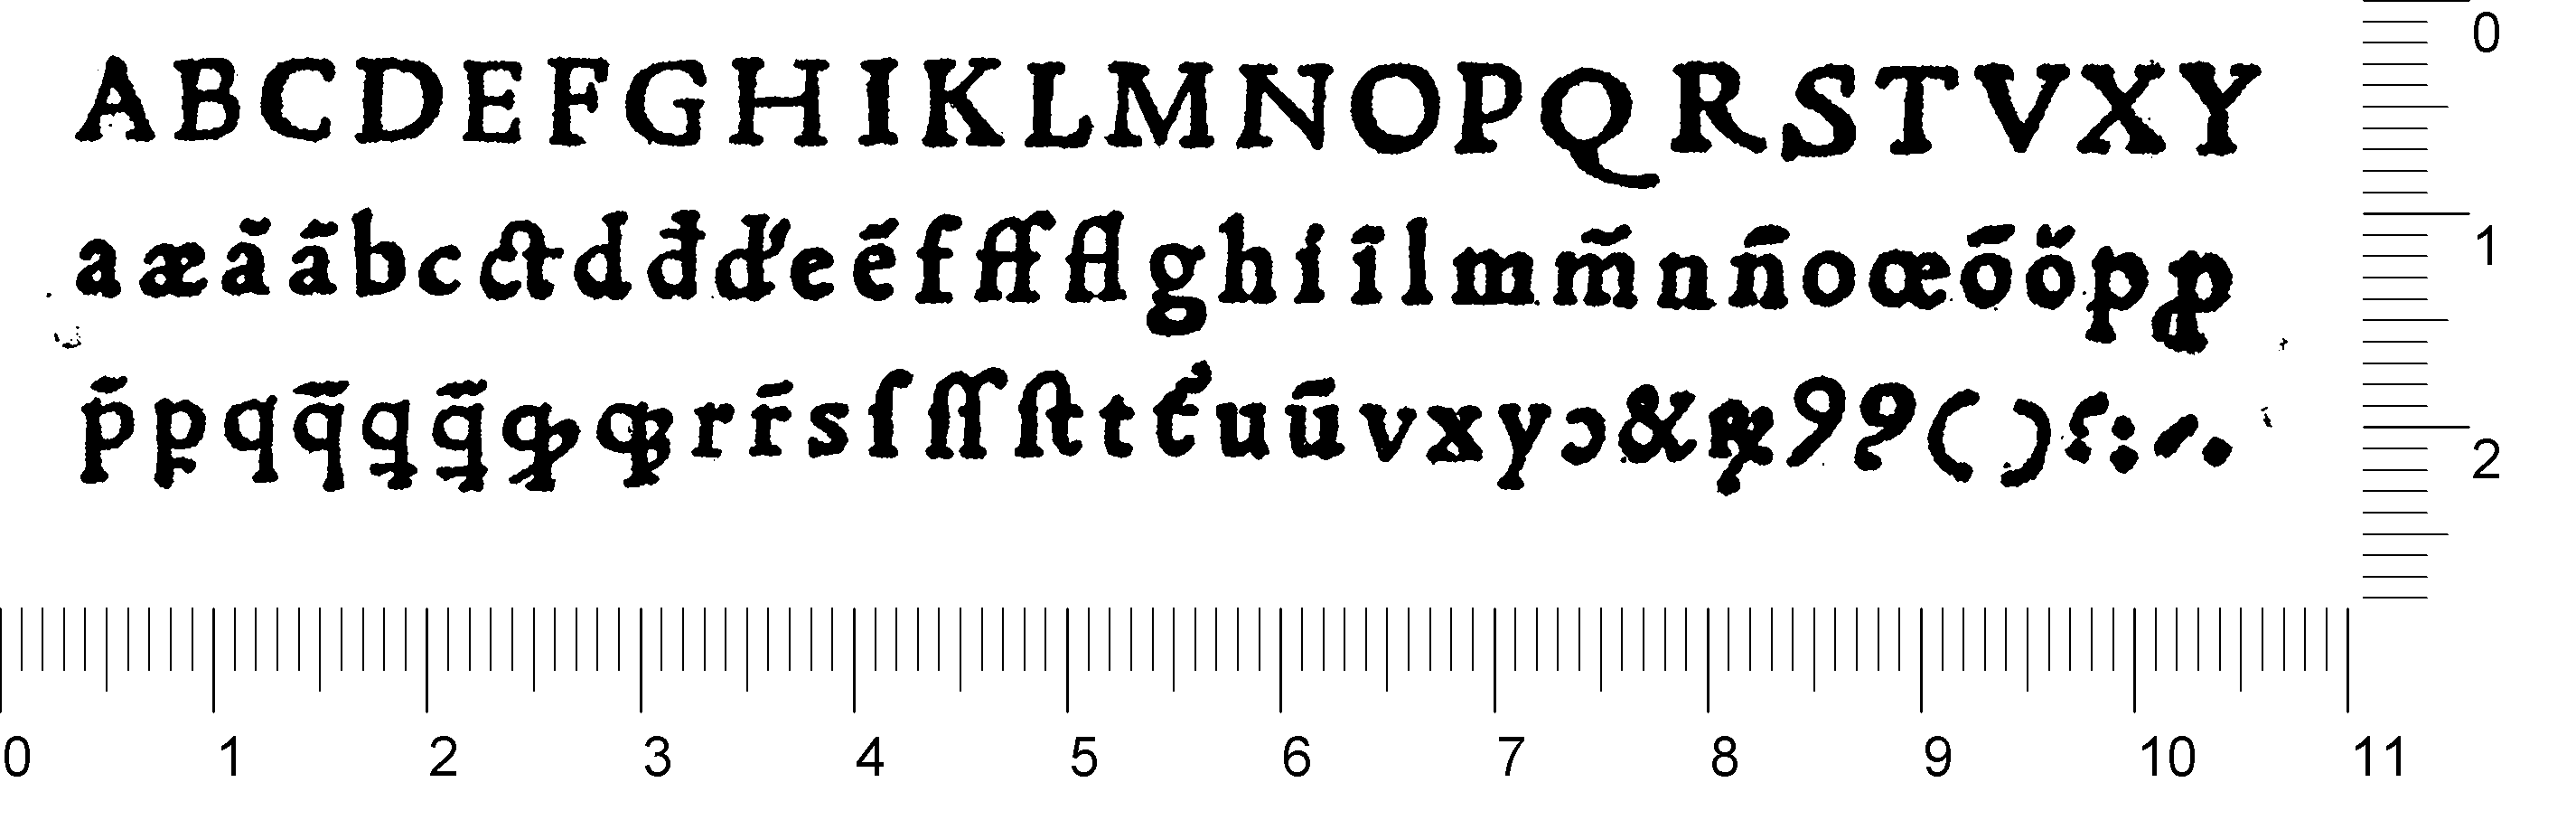 A B C D E F G H I K L M N O P Q R S T V X Y
a æ ã ã b c ct d đ d' e ẽ f ff fl g h i ī l m m̃ n ñ o œ ō ŏ p ꝓ
p̄ ꝑ q q̄ ꝗ ꝗ̄ ꝙ qꝫ r r̄ s ſ ſſ ſt t t' u ū v x y ɔ & ꝝ ꝰ ꝯ ( ) ؟ : ⸍ .
0
1
2
0 1 2 3 4 5 6 7 8 9 10 11